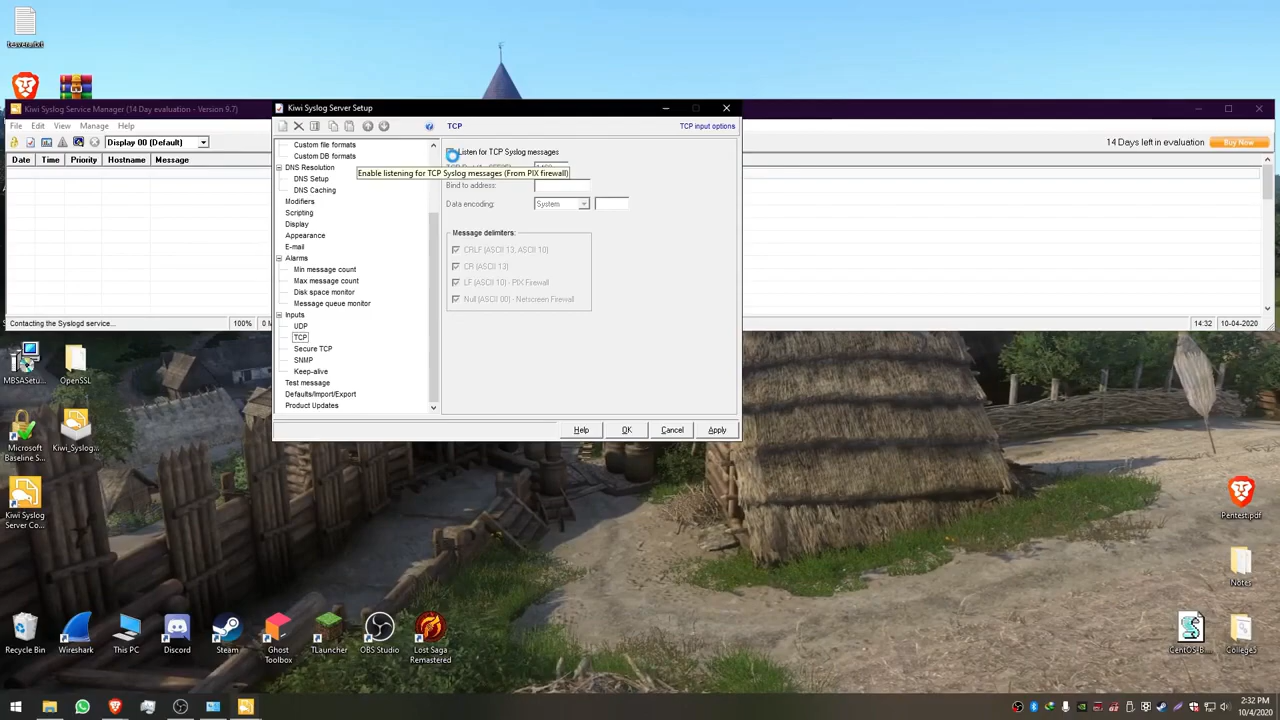 tesvera.txt
Kiwi Syslog Service Manager (14 Day evaluation - Version 9.7)
File Edit View Manage Help
Display 00 (Default)
14 Days left in evaluation
Buy Now
Date Time Priority Hostname Message
Contacting the Syslogd service...
100%
14:32 10-04-2020
Kiwi Syslog Server Setup
TCP
TCP input options
Custom file formats
Custom DB formats
DNS Resolution
DNS Setup
DNS Caching
Modifiers
Scripting
Display
Appearance
E-mail
Alarms
Min message count
Max message count
Disk space monitor
Message queue monitor
Inputs
UDP
TCP
Secure TCP
SNMP
Keep-alive
Test message
Defaults/Import/Export
Product Updates
Listen for TCP Syslog messages
Enable listening for TCP Syslog messages (From PIX firewall)
Bind to address:
Data encoding: System
Message delimiters:
CRLF (ASCII 13, ASCII 10)
CR (ASCII 13)
LF (ASCII 10) - PIX Firewall
Null (ASCII 00) - Netscreen Firewall
Help OK Cancel Apply
MBSASetu...
OpenSSL
Microsoft
Baseline S...
Kiwi_Syslog...
Kiwi Syslog
Server Co...
Pentest.pdf
Notes
Recycle Bin
Wireshark
This PC
Discord
Steam
Ghost
Toolbox
TLauncher
OBS Studio
Lost Saga
Remastered
CentOS-8...
College5
2:32 PM
10/4/2020